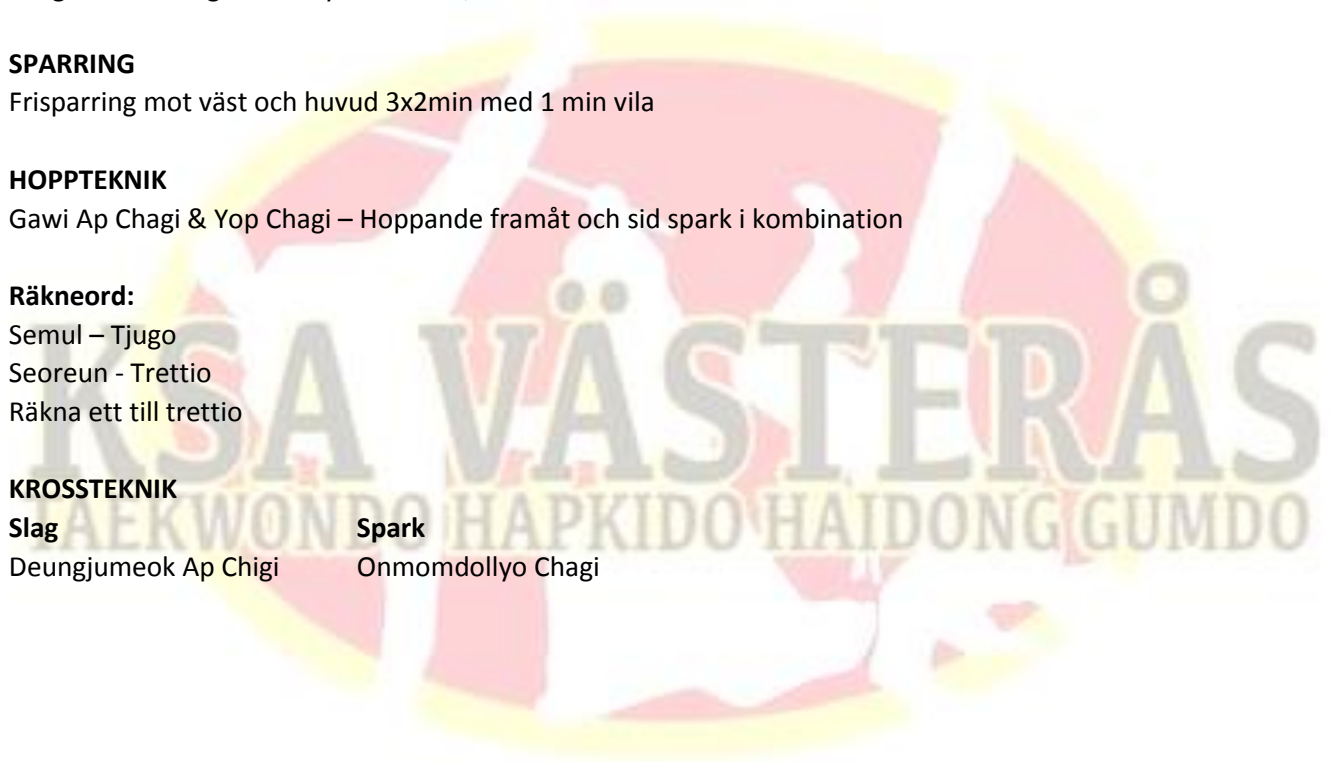 SPARRING
Frisparring mot väst och huvud 3x2min med 1 min vila
HOPPTEKNIK
Gawi Ap Chagi & Yop Chagi – Hoppande framåt och sid spark i kombination
Räkneord:
Semul – Tjugo
Seoreun - Trettio
Räkna ett till trettio
KROSSTEKNIK
Slag Spark
Deungjumeok Ap Chigi Onmomdollyo Chagi
KSA VÄSTERÅS
TAEKWONDO HAPKIDO HAIDONG GUMDO